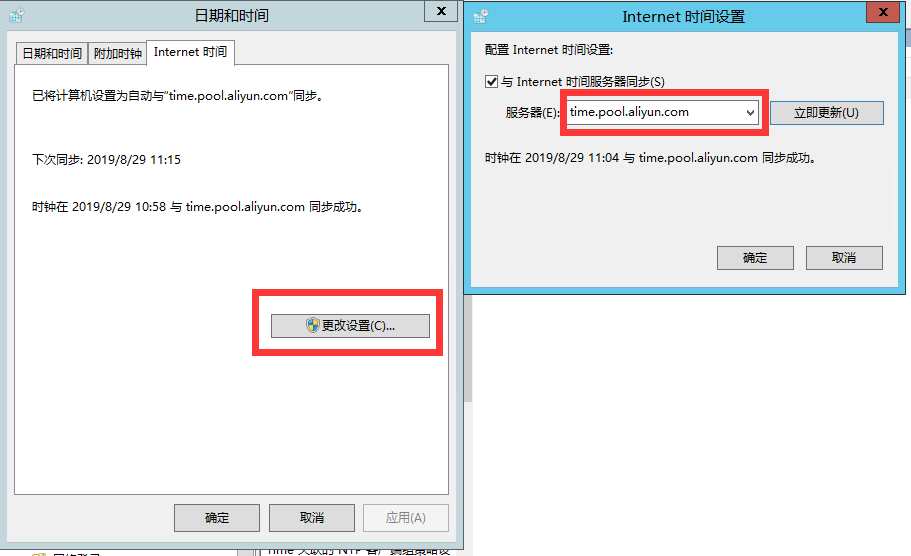 日期和时间
x
日期和时间
附加时钟
Internet 时间
已将计算机设置为自动与“time.pool.aliyun.com”同步。
下次同步: 2019/8/29 11:15
时钟在 2019/8/29 10:58 与 time.pool.aliyun.com 同步成功。
更改设置(C)...
确定
取消
应用(A)
Internet 时间设置
x
配置 Internet 时间设置:
与 Internet 时间服务器同步(S)
服务器(E):
time.pool.aliyun.com
立即更新(U)
时钟在 2019/8/29 11:04 与 time.pool.aliyun.com 同步成功。
确定
取消